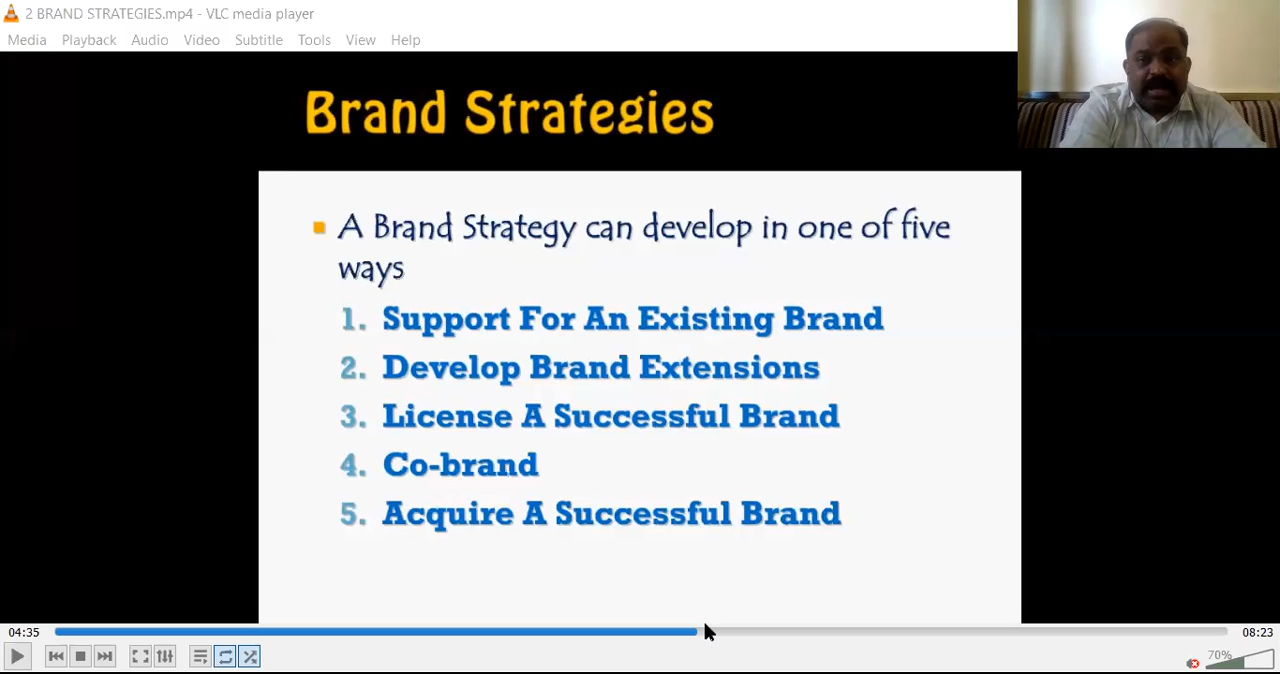 2 BRAND STRATEGIES.mp4 - VLC media player
Media Playback Audio Video Subtitle Tools View Help
Brand Strategies
A Brand Strategy can develop in one of five
ways
1. Support For An Existing Brand
2. Develop Brand Extensions
3. License A Successful Brand
4. Co-brand
5. Acquire A Successful Brand
04:35 08:23
70%